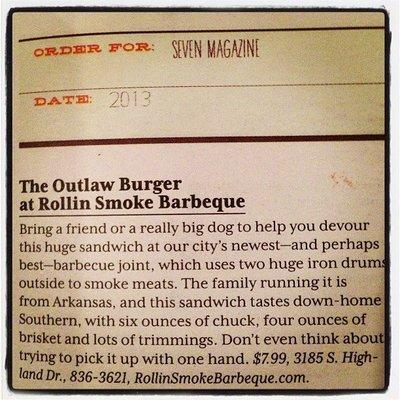 ORDER FOR: SEVEN MAGAZINE
DATE: 2013
The Outlaw Burger
at Rollin Smoke Barbeque
Bring a friend or a really big dog to help you devour
this huge sandwich at our city's newest—and perhaps
best—barbecue joint, which uses two huge iron drums
outside to smoke meats. The family running it is
from Arkansas, and this sandwich tastes down-home
Southern, with six ounces of chuck, four ounces of
brisket and lots of trimmings. Don't even think about
trying to pick it up with one hand. $7.99, 3185 S. High-
land Dr., 836-3621, RollinSmokeBarbeque.com.